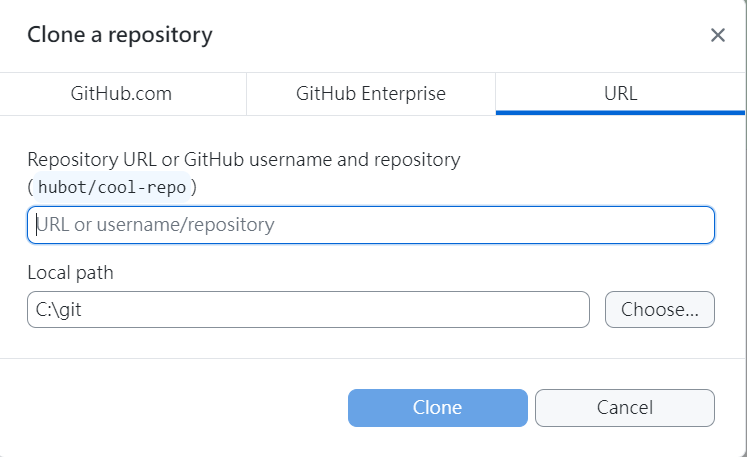 Clone a repository
GitHub.com
GitHub Enterprise
URL
Repository URL or GitHub username and repository
(hubot/cool-repo)
URL or username/repository
Local path
C:\git
Choose...
Clone
Cancel